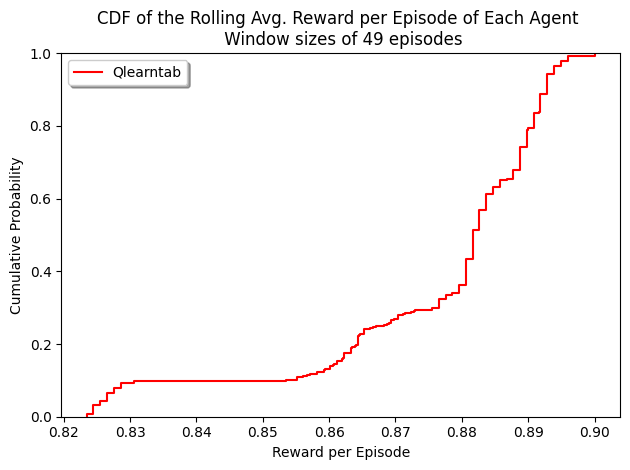 CDF of the Rolling Avg. Reward per Episode of Each Agent
Window sizes of 49 episodes
Qlearntab
Cumulative Probability
1.0
0.8
0.6
0.4
0.2
0.0
0.82 0.83 0.84 0.85 0.86 0.87 0.88 0.89 0.90
Reward per Episode